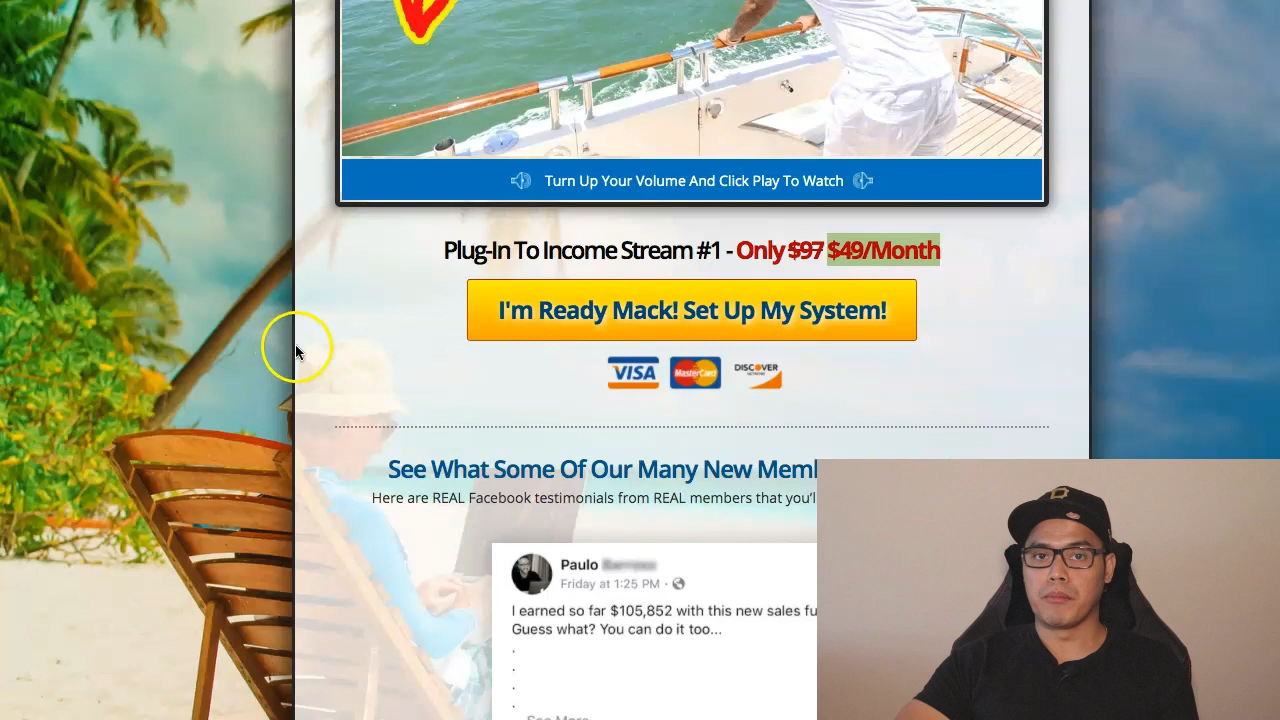 Turn Up Your Volume And Click Play To Watch
Plug-In To Income Stream #1 - Only $97 $49/Month
I'm Ready Mack! Set Up My System!
VISA MasterCard DISCOVER
NETWORK
See What Some Of Our Many New
Here are REAL Facebook testimonials from REAL members that you'l
Paulo
Friday at 1:25 PM ·
I earned so far $105,852 with this new sales
Guess what? You can do it too...
.
.
.
.
See More